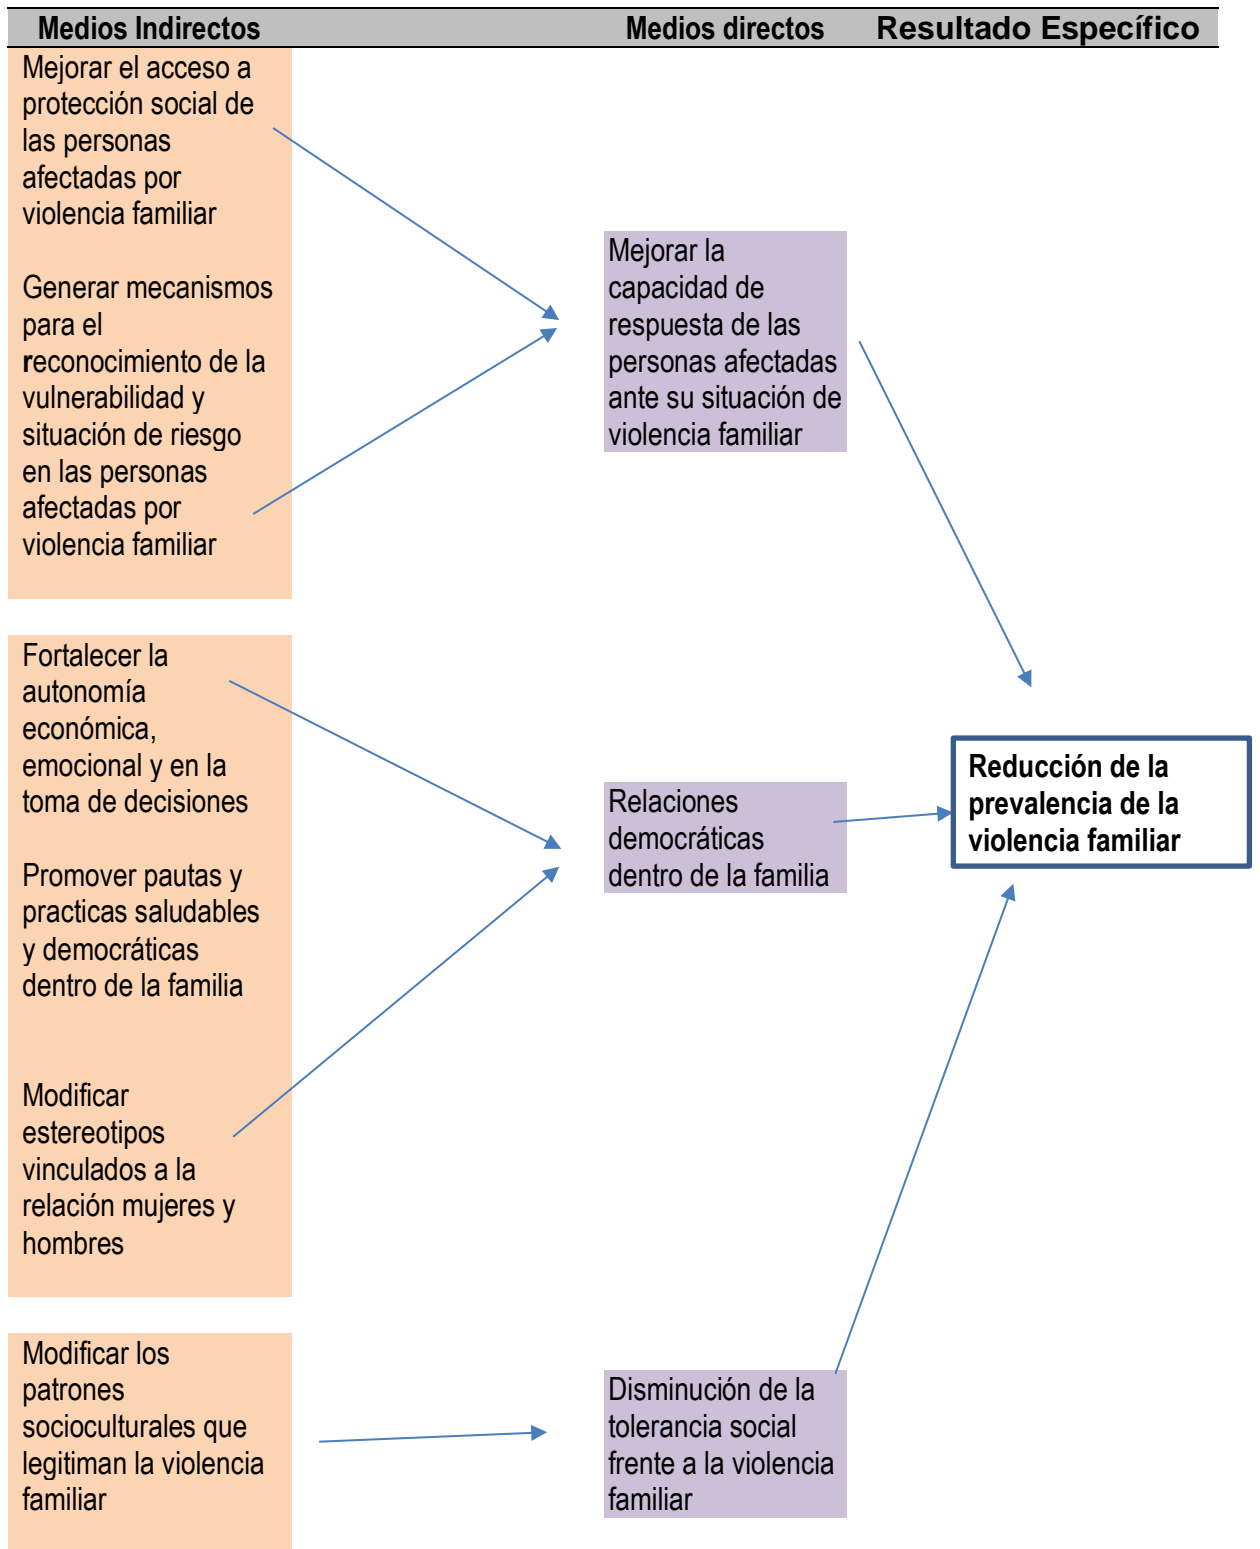 Medios Indirectos
Medios directos
Resultado Específico
Mejorar el acceso a
protección social de
las personas
afectadas por
violencia familiar
Generar mecanismos
para el
reconocimiento de la
vulnerabilidad y
situación de riesgo
en las personas
afectadas por
violencia familiar
Mejorar la
capacidad de
respuesta de las
personas afectadas
ante su situación de
violencia familiar
Fortalecer la
autonomía
económica,
emocional y en la
toma de decisiones
Promover pautas y
practicas saludables
y democráticas
dentro de la familia
Modificar
estereotipos
vinculados a la
relación mujeres y
hombres
Relaciones
democráticas
dentro de la familia
Reducción de la
prevalencia de la
violencia familiar
Modificar los
patrones
socioculturales que
legitiman la violencia
familiar
Disminución de la
tolerancia social
frente a la violencia
familiar